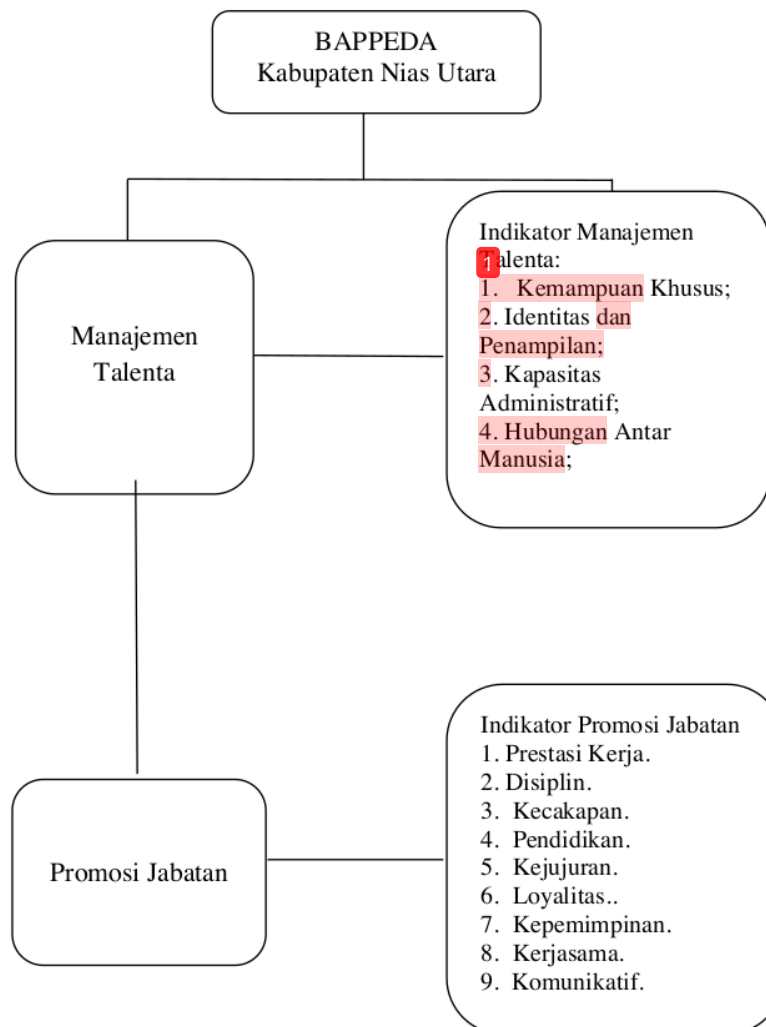 BAPPEDA
Kabupaten Nias Utara
Manajemen
Talenta
Indikator Manajemen
Talenta:
1
1. Kemampuan Khusus;
2. Identitas dan
Penampilan;
3. Kapasitas
Administratif;
4. Hubungan Antar
Manusia;
Promosi Jabatan
Indikator Promosi Jabatan
1. Prestasi Kerja.
2. Disiplin.
3. Kecakapan.
4. Pendidikan.
5. Kejujuran.
6. Loyalitas..
7. Kepemimpinan.
8. Kerjasama.
9. Komunikatif.